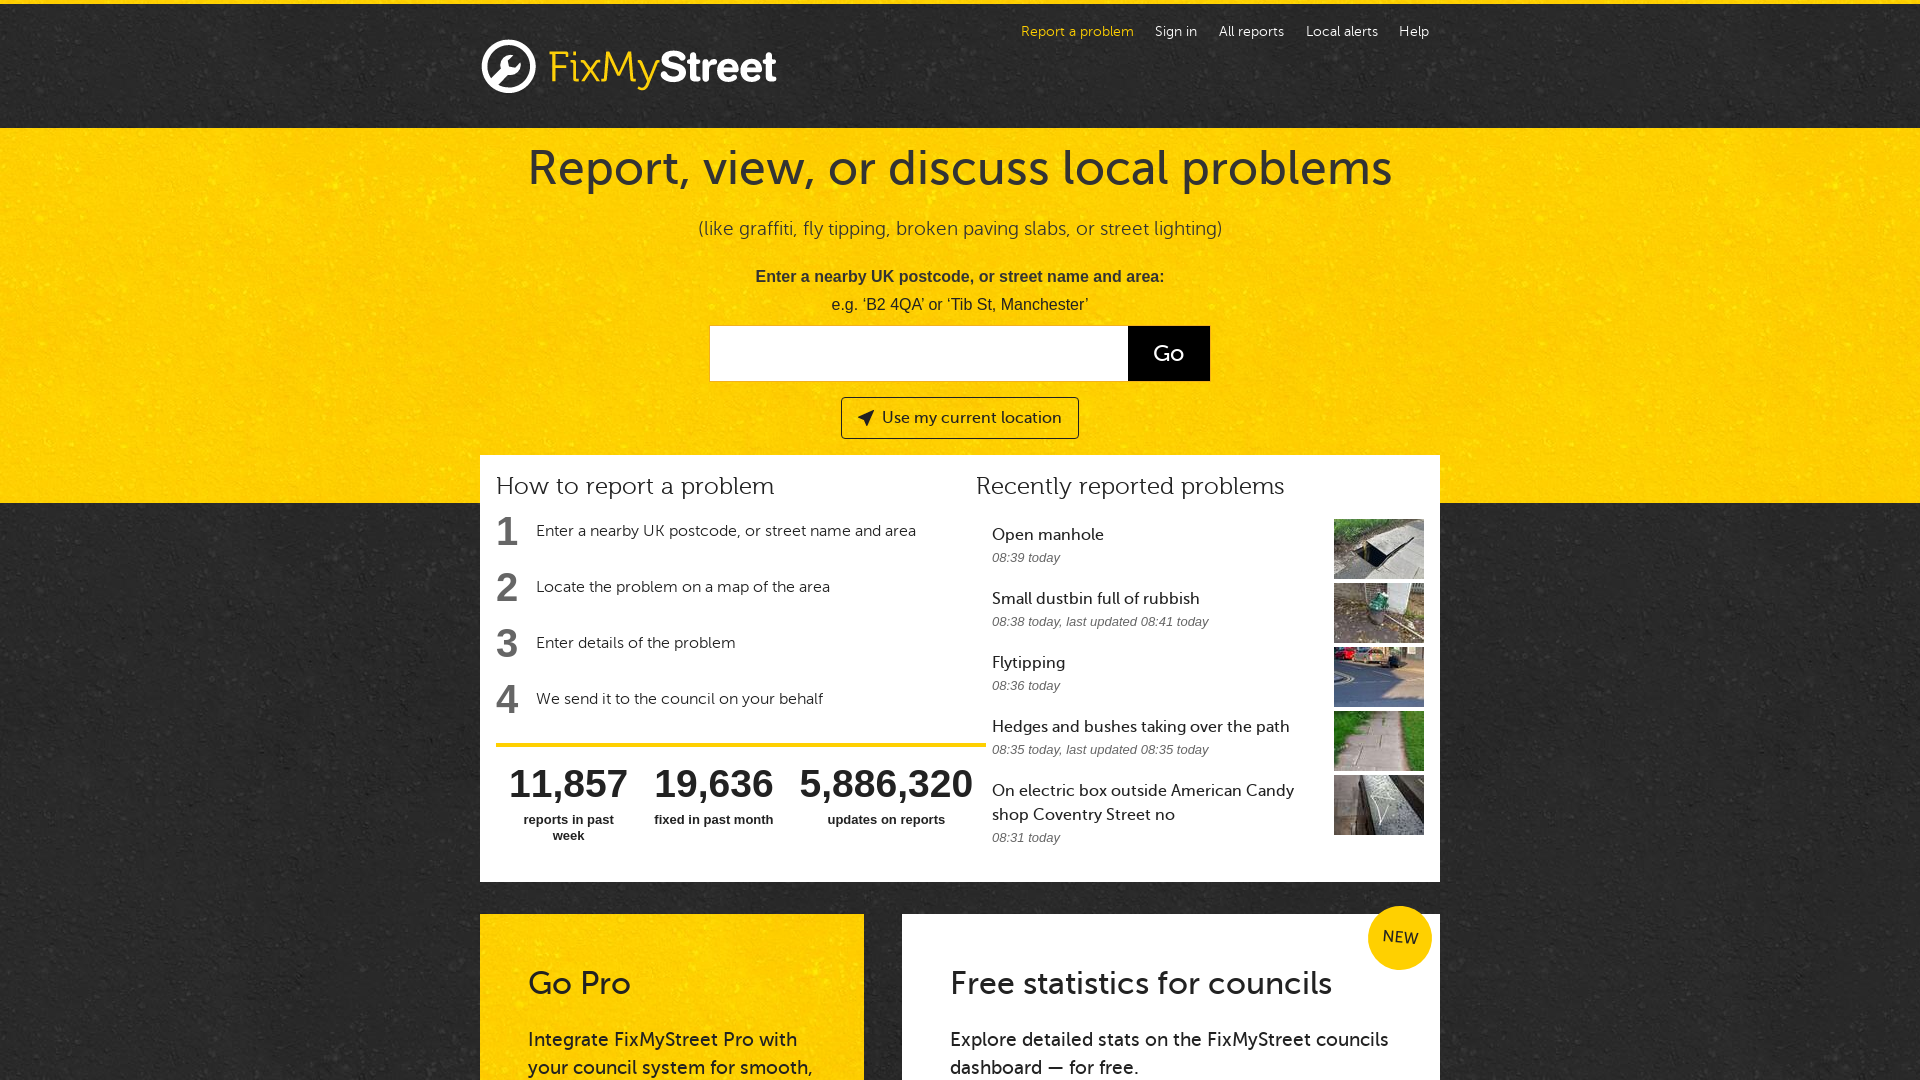 Report a problem
Sign in
All reports
Local alerts
Help
FixMyStreet
Report, view, or discuss local problems
(like graffiti, fly tipping, broken paving slabs, or street lighting)
Enter a nearby UK postcode, or street name and area:
e.g. ‘B2 4QA’ or ‘Tib St, Manchester’
Go
Use my current location
How to report a problem
1 Enter a nearby UK postcode, or street name and area
2 Locate the problem on a map of the area
3 Enter details of the problem
4 We send it to the council on your behalf
11,857
reports in past
week
19,636
fixed in past month
5,886,320
updates on reports
Recently reported problems
Open manhole
08:39 today
Small dustbin full of rubbish
08:38 today, last updated 08:41 today
Flytipping
08:36 today
Hedges and bushes taking over the path
08:35 today, last updated 08:35 today
On electric box outside American Candy
shop Coventry Street no
08:31 today
Go Pro
Integrate FixMyStreet Pro with
your council system for smooth,
NEW
Free statistics for councils
Explore detailed stats on the FixMyStreet councils
dashboard — for free.